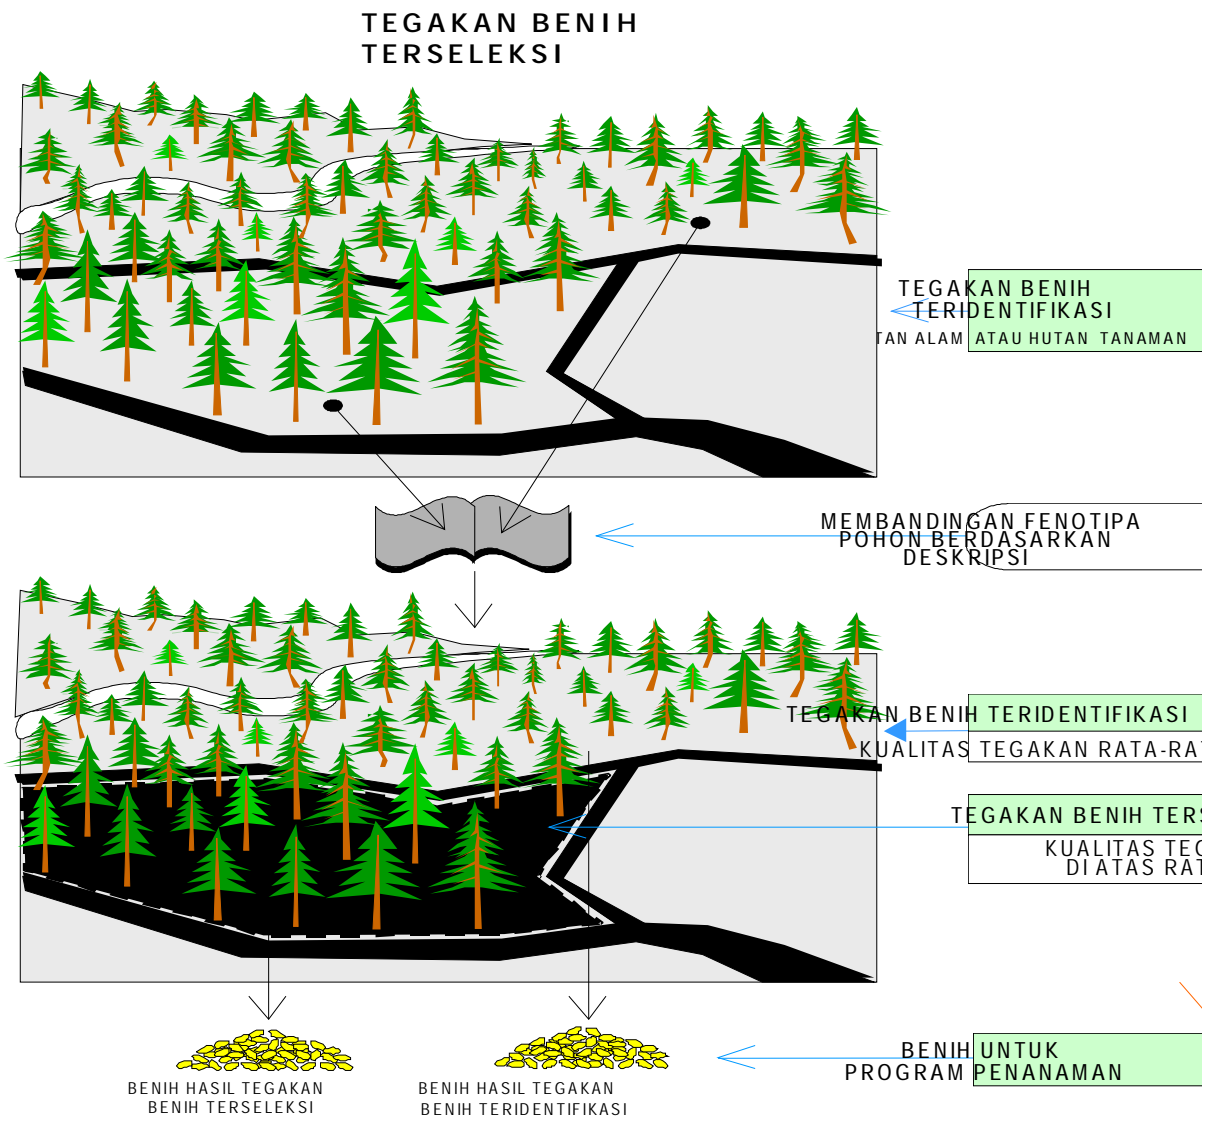 TEGAKAN BENIH
TERSELEKSI
TEGAKAN BENIH
TERIDENTIFIKASI
TAN ALAM ATAU HUTAN TANAMAN
MEMBANDINGAN FENOTIPA
POHON BERDASARKAN
DESKRIPSI
TEGAKAN BENIH TERIDENTIFIKASI
KUALITAS TEGAKAN RATA-RAT
TEGAKAN BENIH TERS
KUALITAS TEG
DI ATAS RAT
BENIH UNTUK
PROGRAM PENANAMAN
BENIH HASIL TEGAKAN
BENIH TERSELEKSI
BENIH HASIL TEGAKAN
BENIH TERIDENTIFIKASI